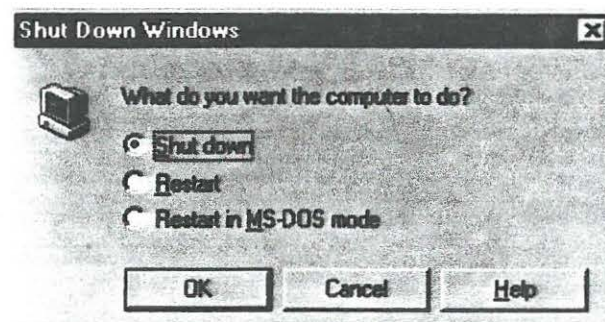 Shut Down Windows
What do you want the computer to do?
Shut down
Restart
Restart in MS-DOS mode
OK Cancel Help